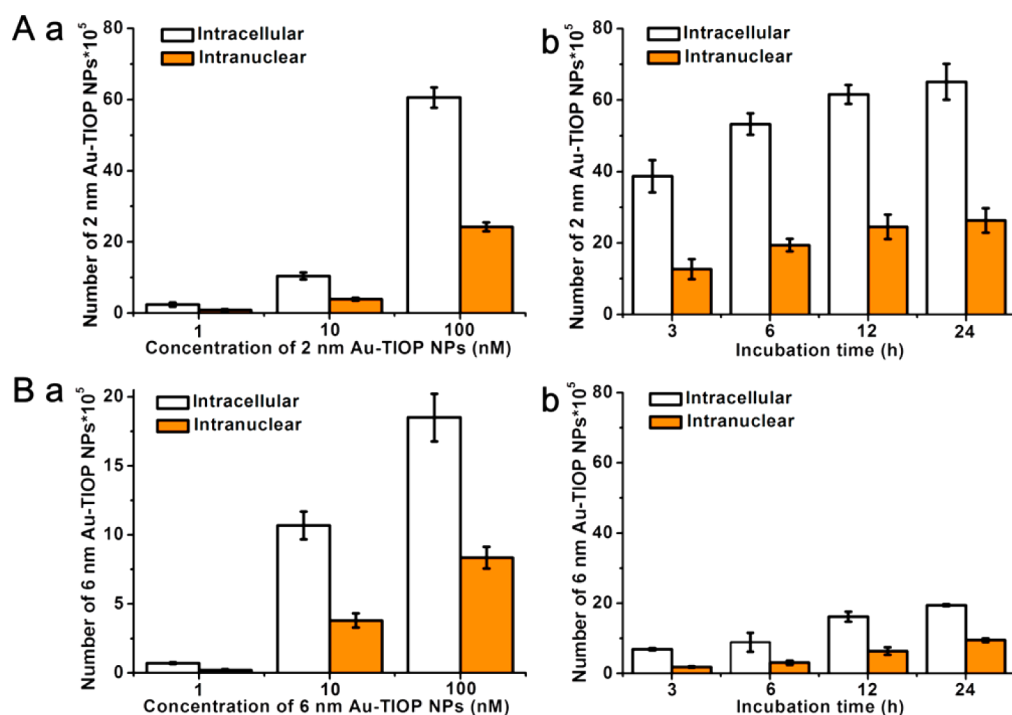 A a
Number of 2 nm Au-TIOP NPs*10^5
80
60
40
20
0
Intracellular
Intranuclear
1
10
100
Concentration of 2 nm Au-TIOP NPs (nM)
b
Number of 2 nm Au-TIOP NPs*10^5
80
60
40
20
0
Intracellular
Intranuclear
3
6
12
24
Incubation time (h)
B a
Number of 6 nm Au-TIOP NPs*10^5
20
15
10
5
0
Intracellular
Intranuclear
1
10
100
Concentration of 6 nm Au-TIOP NPs (nM)
b
Number of 6 nm Au-TIOP NPs*10^5
80
60
40
20
0
Intracellular
Intranuclear
3
6
12
24
Incubation time (h)